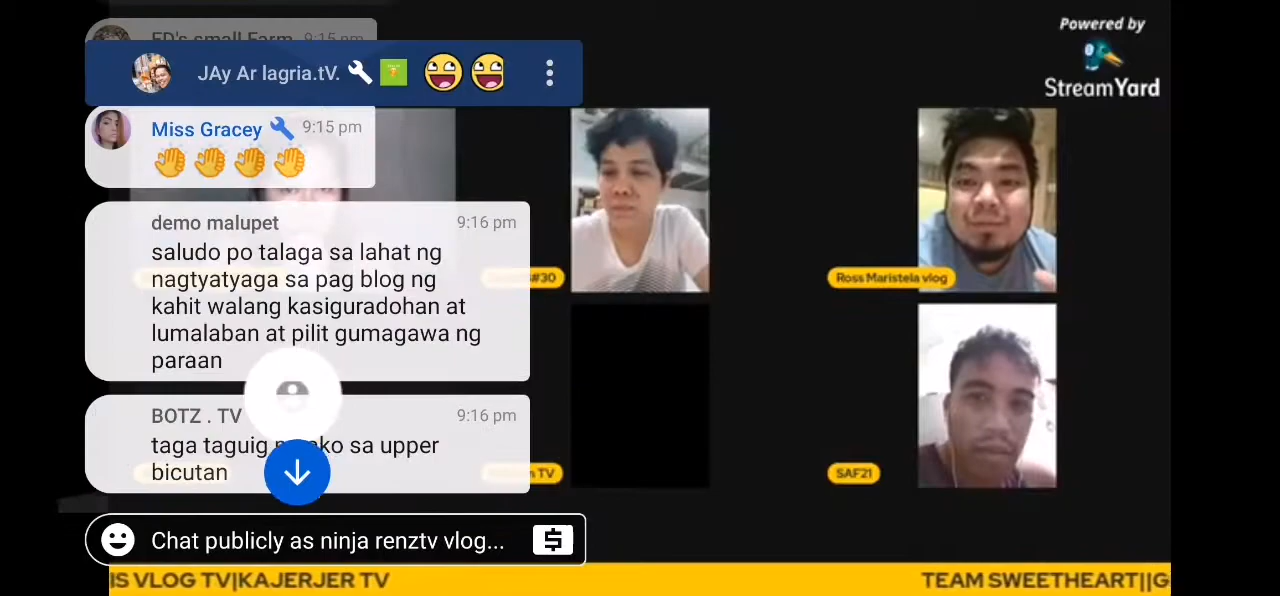 ED's small Farm 9:15 pm
JAy Ar lagria.tV.
Miss Gracey 9:15 pm
demo malupet 9:16 pm
saludo po talaga sa lahat ng
nagtyatyaga sa pag blog ng
kahit walang kasiguradohan at
lumalaban at pilit gumagawa ng
paraan
BOTZ . TV 9:16 pm
taga taguig ako sa upper
bicutan
Chat publicly as ninja renztv vlog...
Powered by
StreamYard
#30
Ross Maristela vlog
TV
SAF21
IS VLOG TV|KAJERJER TV
TEAM SWEETHEART||G